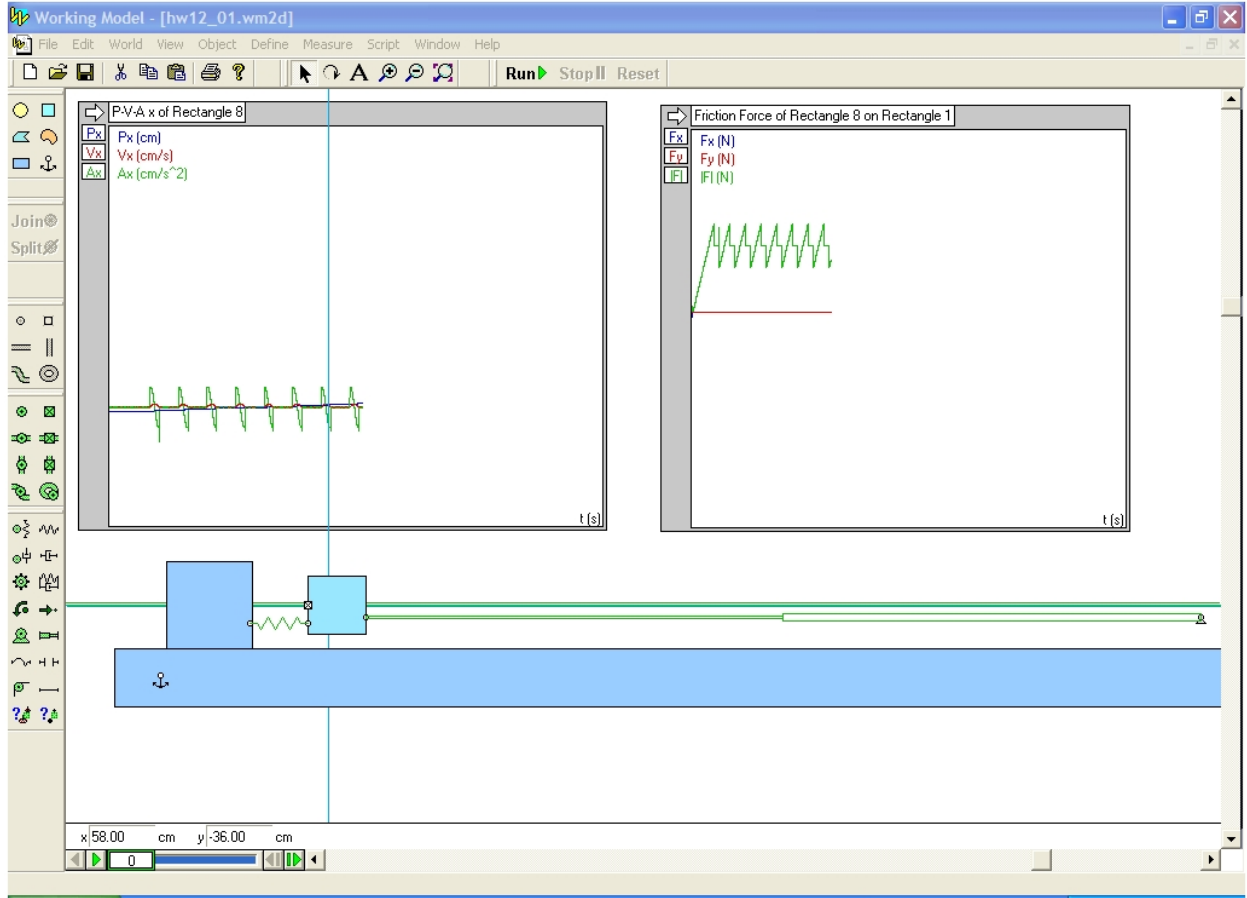 Working Model - [hw12_01.wm2d]
File Edit World View Object Define Measure Script Window Help
A ? Run Stop Reset
P-V-A x of Rectangle 8
Px Px (cm)
Vx Vx (cm/s)
Ax Ax (cm/s^2)
t (s)
Friction Force of Rectangle 8 on Rectangle 1
Fx Fx (N)
Fy Fy (N)
|F| |F| (N)
t (s)
Join
Split
x 58.00 cm y -36.00 cm
0